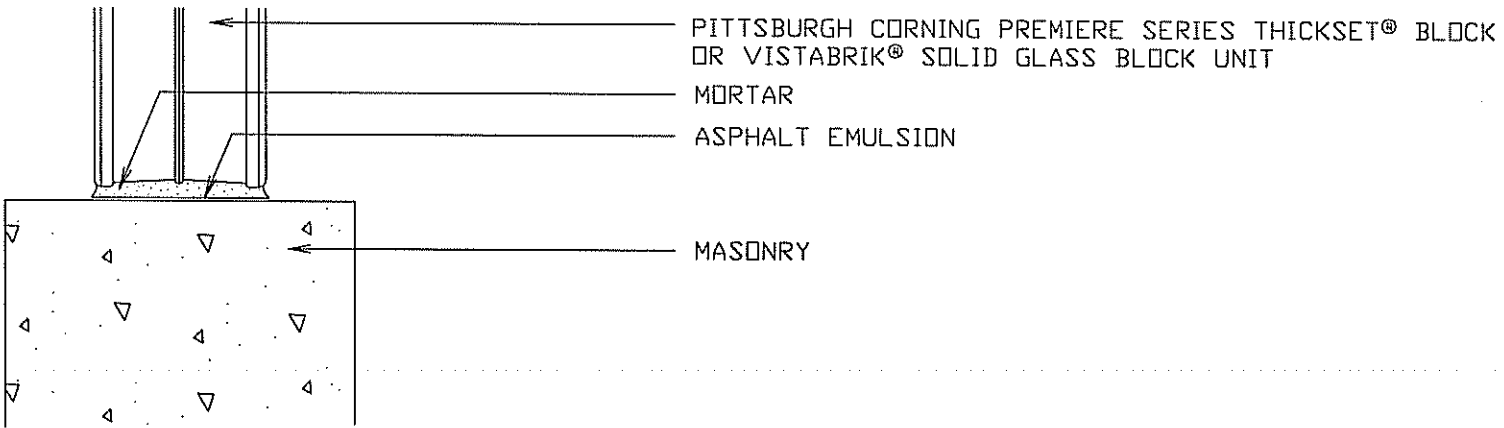 PITTSBURGH CORNING PREMIERE SERIES THICKSET® BLOCK
OR VISTABRIK® SOLID GLASS BLOCK UNIT
MORTAR
ASPHALT EMULSION
MASONRY